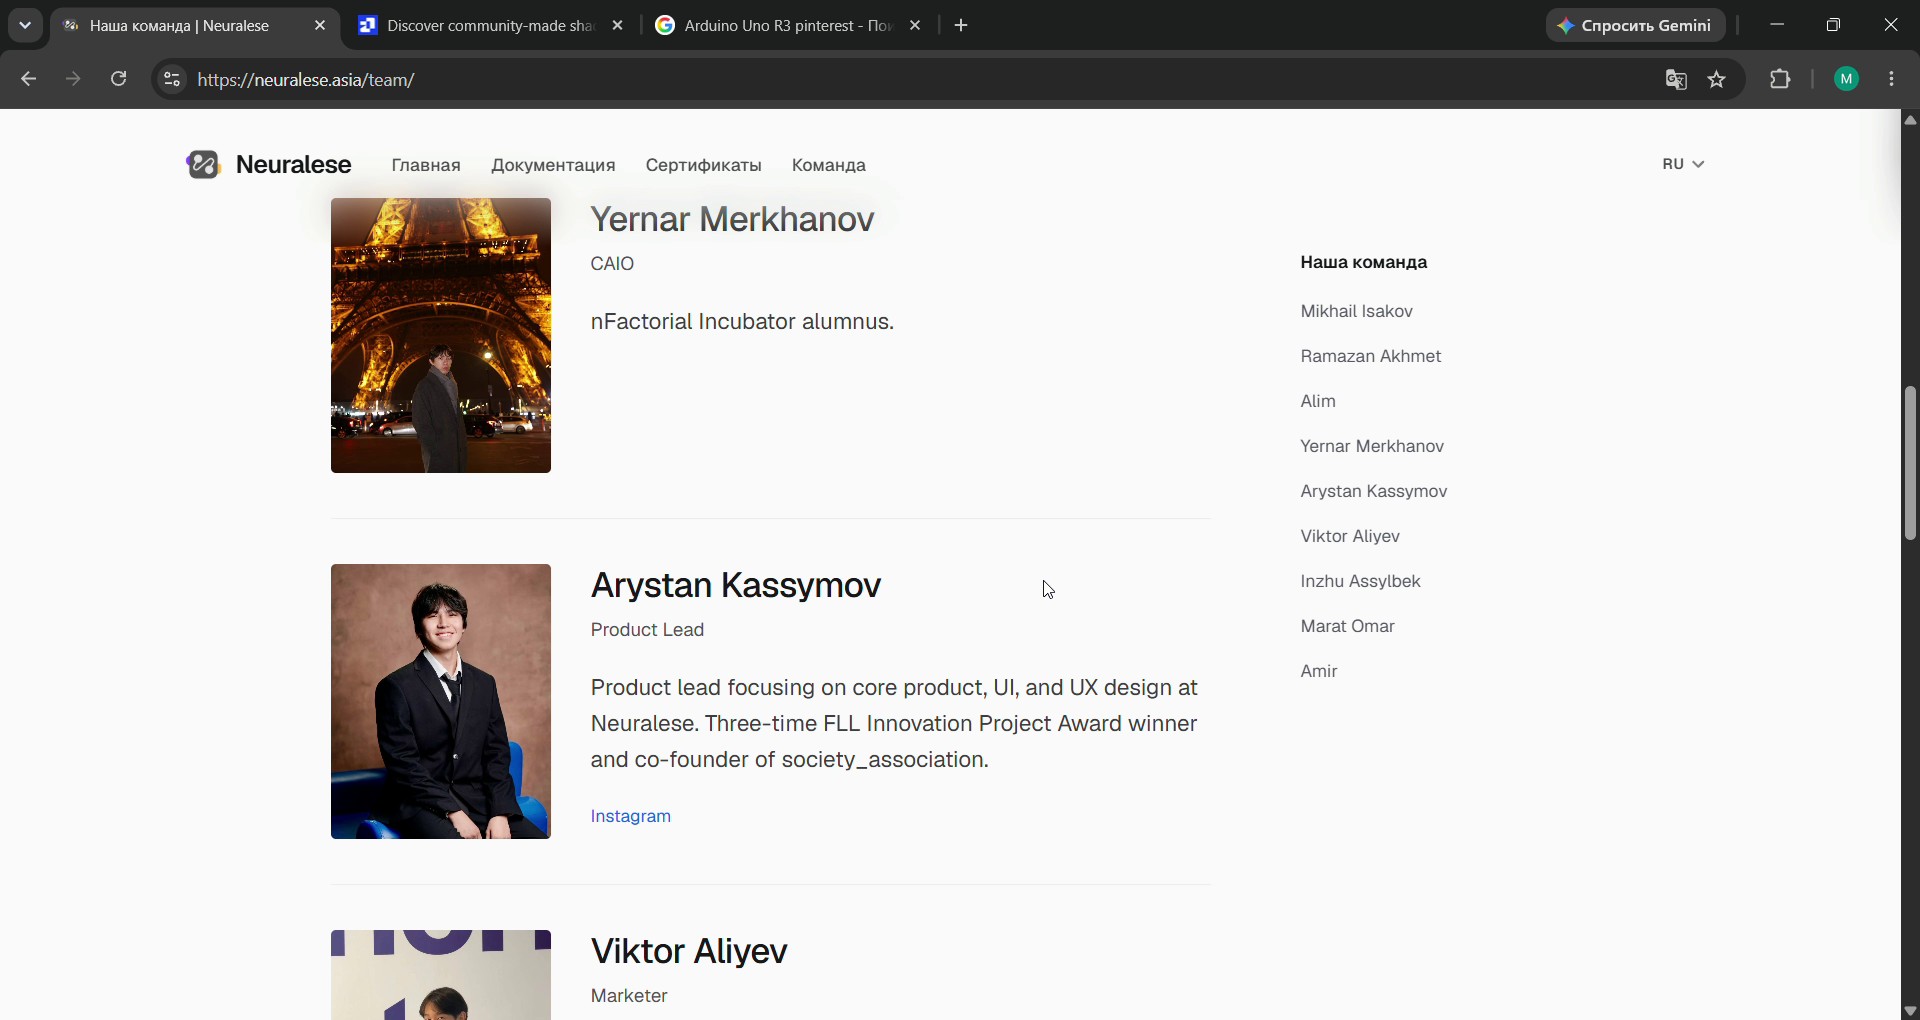 Наша команда | Neuralese
Discover community-made sha
Arduino Uno R3 pinterest - Пои
Спросить Gemini
https://neuralese.asia/team/
M
Neuralese
Главная
Документация
Сертификаты
Команда
RU
Yernar Merkhanov
CAIO
nFactorial Incubator alumnus.
Arystan Kassymov
Product Lead
Product lead focusing on core product, UI, and UX design at
Neuralese. Three-time FLL Innovation Project Award winner
and co-founder of society_association.
Instagram
Viktor Aliyev
Marketer
Наша команда
Mikhail Isakov
Ramazan Akhmet
Alim
Yernar Merkhanov
Arystan Kassymov
Viktor Aliyev
Inzhu Assylbek
Marat Omar
Amir